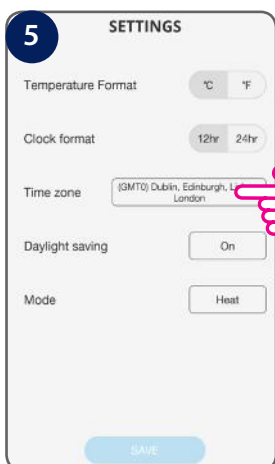 5
SETTINGS
Temperature Format °C °F
Clock format 12hr 24hr
Time zone (GMT0) Dublin, Edinburgh,
London
Daylight saving On
Mode Heat
SAVE